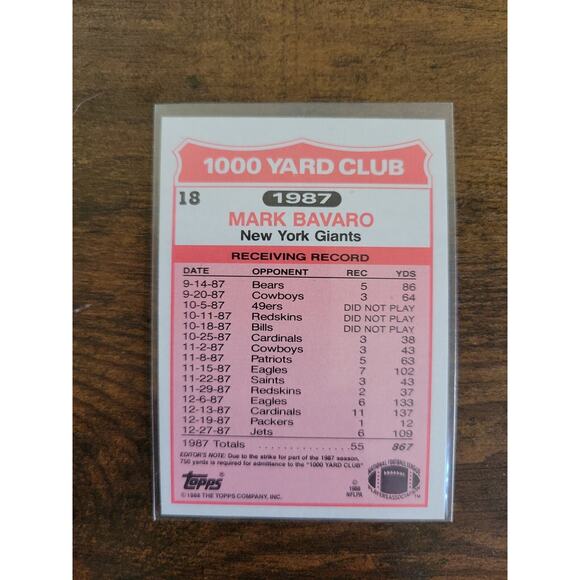 1000 YARD CLUB
18
1987
MARK BAVARO
New York Giants
RECEIVING RECORD
DATE OPPONENT REC YDS
9-14-87 Bears 5 86
9-20-87 Cowboys 3 64
10-5-87 49ers DID NOT PLAY
10-11-87 Redskins DID NOT PLAY
10-18-87 Bills DID NOT PLAY
10-25-87 Cardinals 3 38
11-2-87 Cowboys 3 43
11-8-87 Patriots 5 63
11-15-87 Eagles 7 102
11-22-87 Saints 3 43
11-29-87 Redskins 2 37
12-6-87 Eagles 6 133
12-13-87 Cardinals 11 137
12-19-87 Packers 1 12
12-27-87 Jets 6 109
1987 Totals ............... 55 867
EDITOR'S NOTE: Due to the strike for part of the 1987 season,
750 yards is required for admittance to the "1000 YARD CLUB"
Topps
© 1988 THE TOPPS COMPANY, INC.
© 1988 NFLPA
NATIONAL FOOTBALL LEAGUE
PLAYERS ASSOCIATION
TM